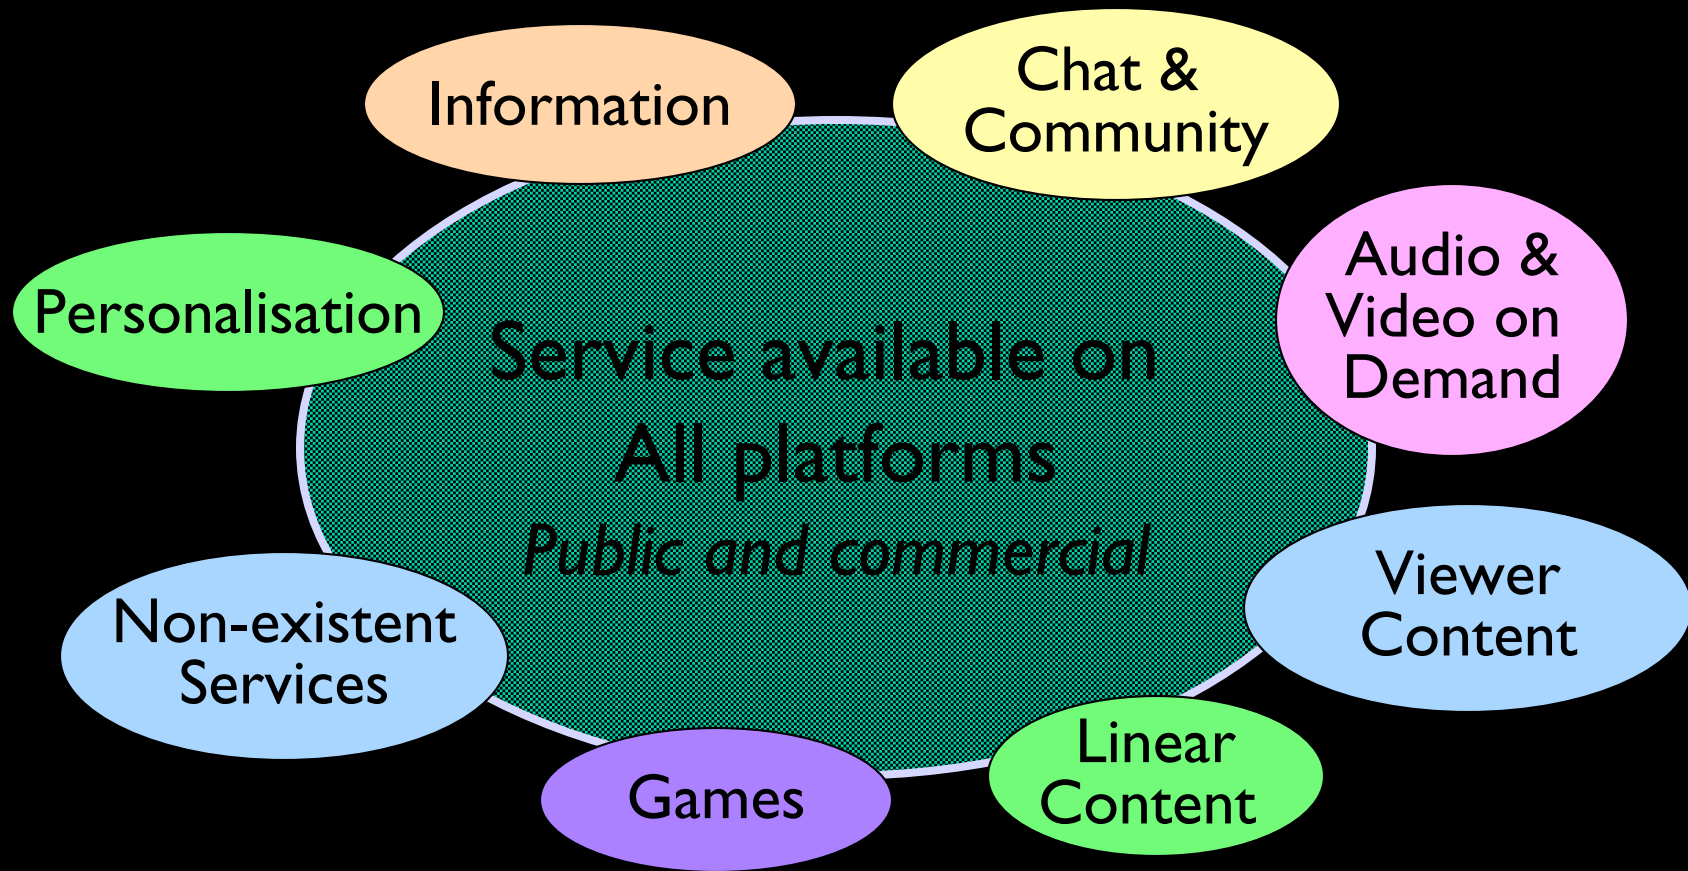 Information
Chat &
Community
Audio &
Video on
Demand
Personalisation
Service available on
All platforms
Public and commercial
Viewer
Content
Non-existent
Services
Linear
Content
Games